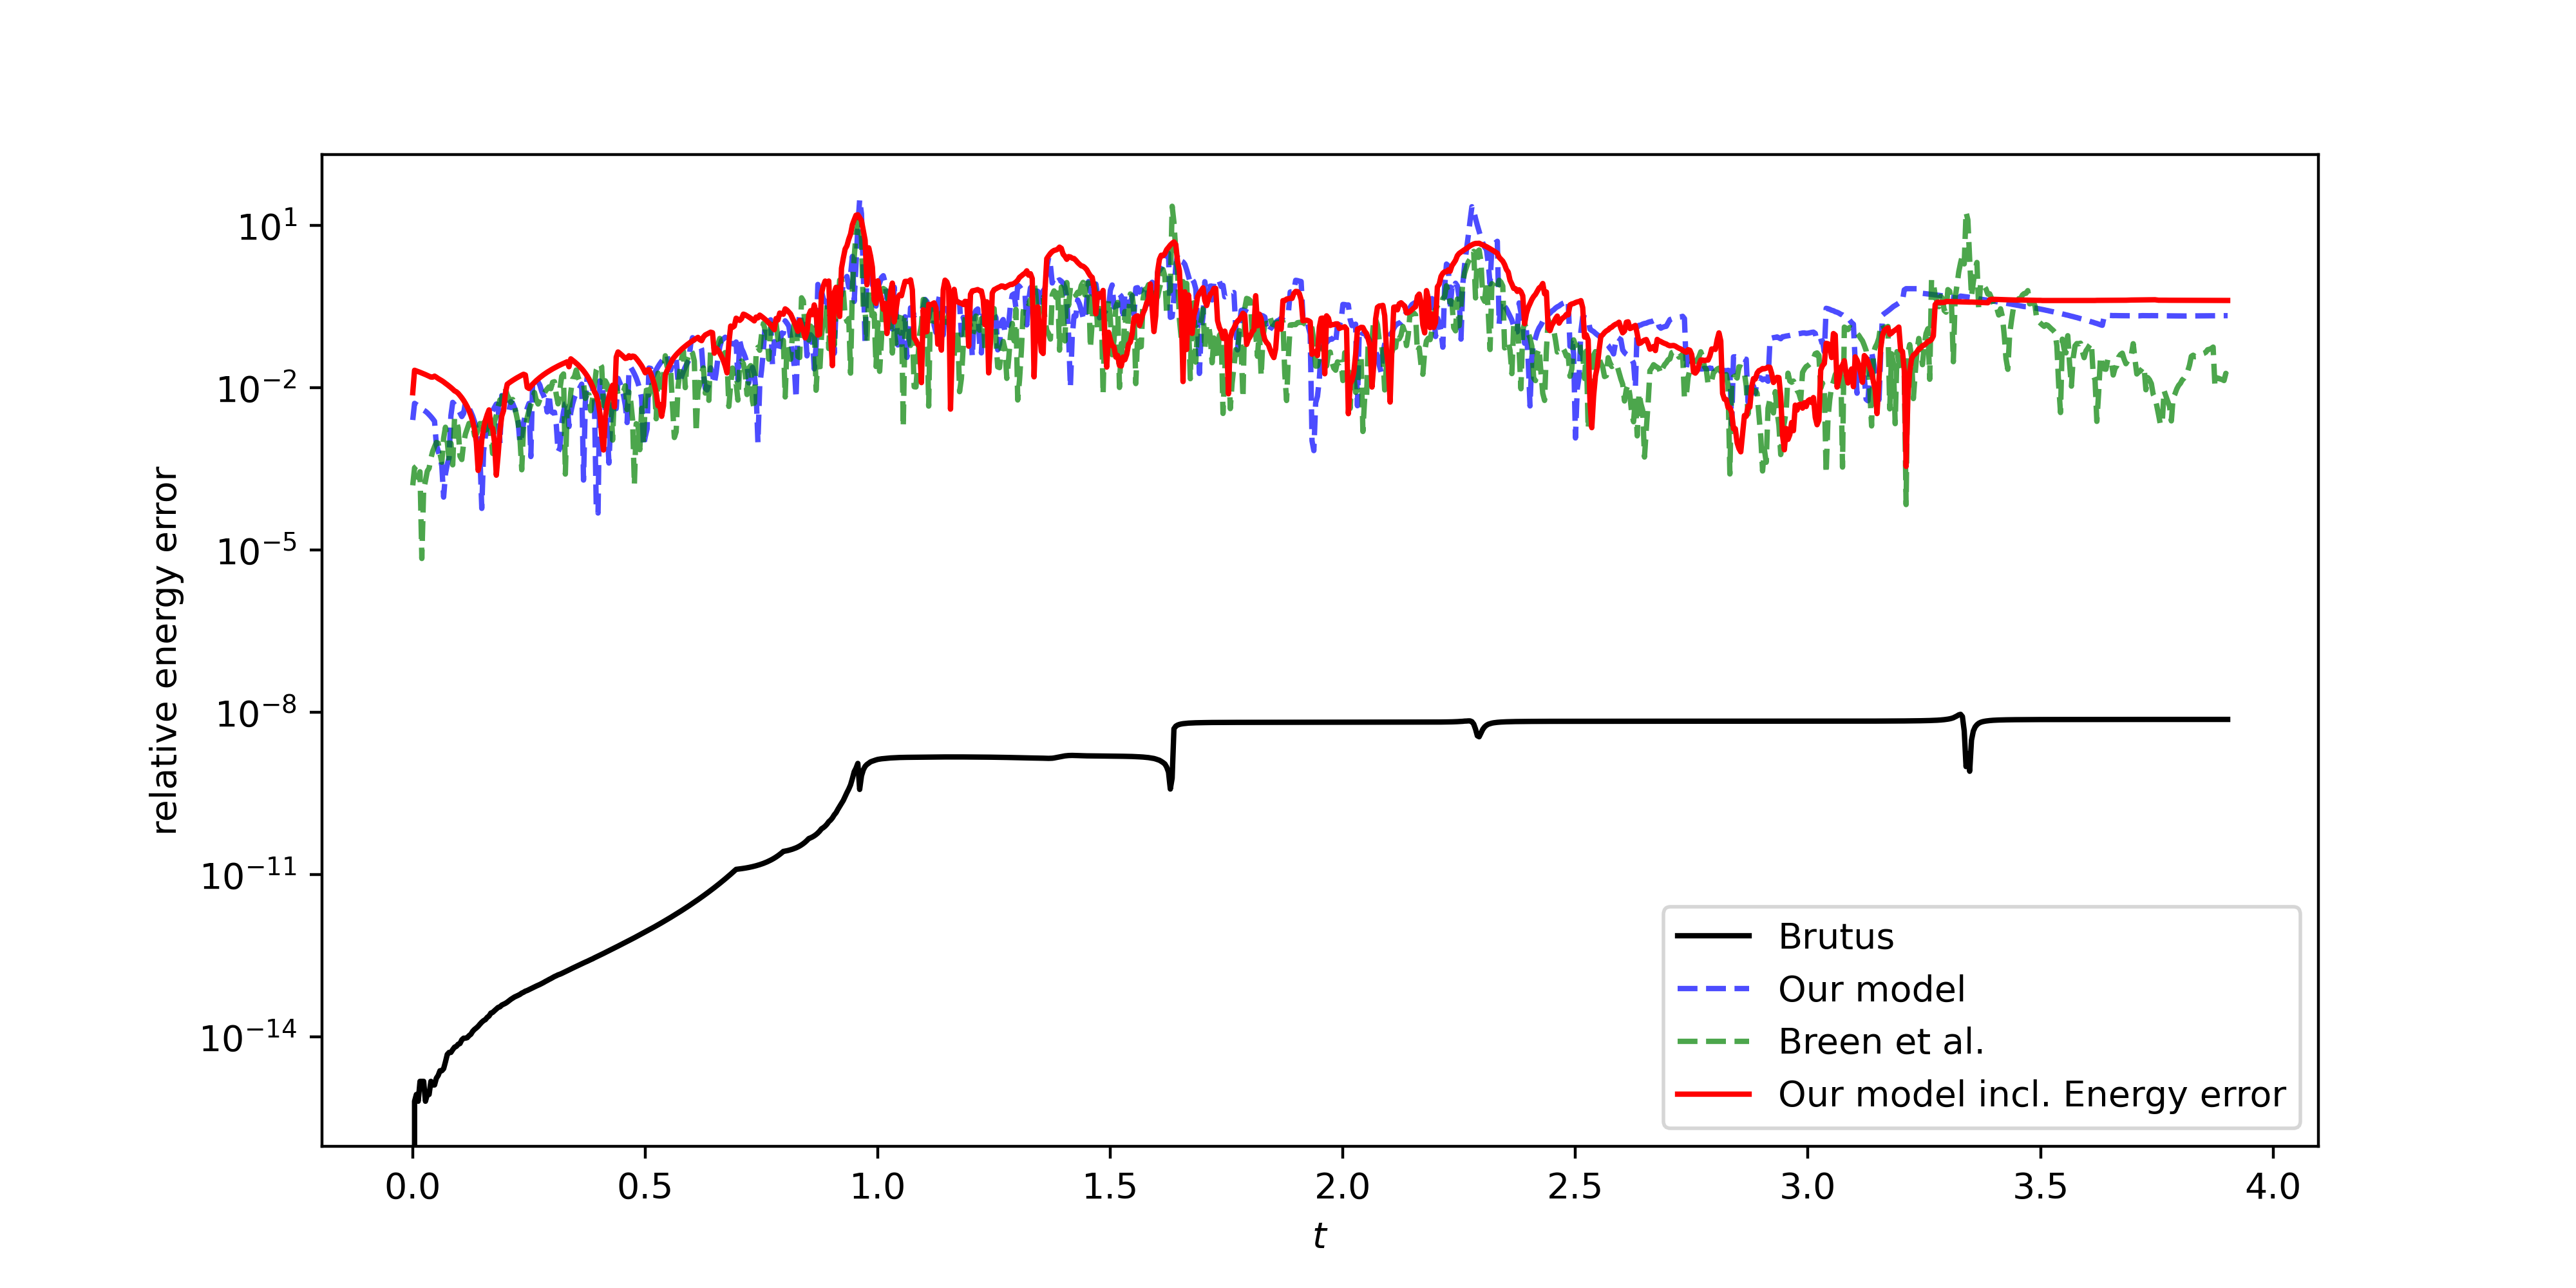 relative energy error
10¹
10⁻²
10⁻⁵
10⁻⁸
10⁻¹¹
10⁻¹⁴
Brutus
Our model
Breen et al.
Our model incl. Energy error
0.0 0.5 1.0 1.5 2.0 2.5 3.0 3.5 4.0
t